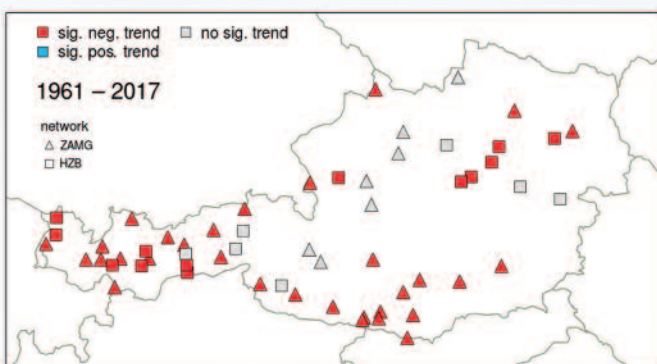 sig. neg. trend no sig. trend
sig. pos. trend
1961 – 2017
network
ZAMG
HZB